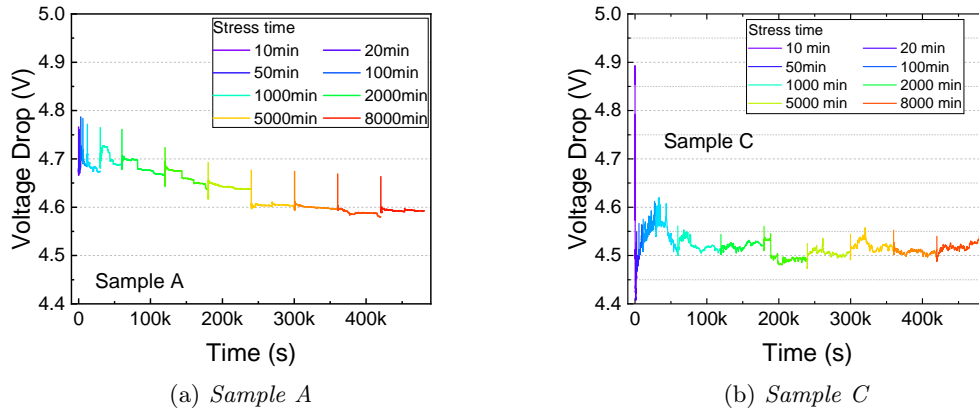 5.0
4.9
4.8
4.7
4.6
4.5
4.4
Voltage Drop (V)
Stress time
10min 20min
50min 100min
1000min 2000min
5000min 8000min
Sample A
0 100k 200k 300k 400k
Time (s)
(a) Sample A
5.0
4.9
4.8
4.7
4.6
4.5
4.4
Voltage Drop (V)
Stress time
10 min 20 min
50min 100min
1000 min 2000 min
5000 min 8000 min
Sample C
0 100k 200k 300k 400k
Time (s)
(b) Sample C